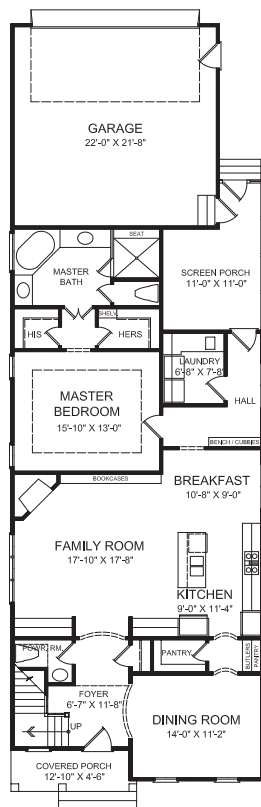 GARAGE
22'-0" X 21'-8"
SEAT
MASTER
BATH
SCREEN PORCH
11'-0" X 11'-0"
SHELV.
HIS
HERS
LAUNDRY
6'-8" X 7'-8"
HALL
MASTER
BEDROOM
15'-10" X 13'-0"
BENCH / CUBBIES
BOOKCASES
BREAKFAST
10'-8" X 9'-0"
FAMILY ROOM
17'-10" X 17'-8"
KITCHEN
9'-0" X 11'-4"
POWR. RM.
PANTRY
BUTLERS
PANTRY
FOYER
6'-7" X 11'-8"
UP
DINING ROOM
14'-0" X 11'-2"
COVERED PORCH
12'-10" X 4'-6"